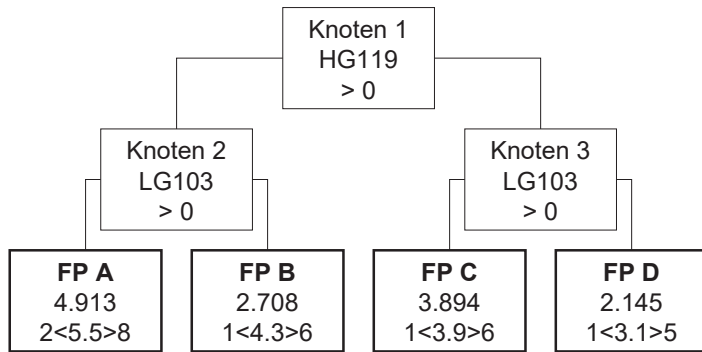 Knoten 1
HG119
> 0
Knoten 2
LG103
> 0
Knoten 3
LG103
> 0
FP A
4.913
2<5.5>8
FP B
2.708
1<4.3>6
FP C
3.894
1<3.9>6
FP D
2.145
1<3.1>5